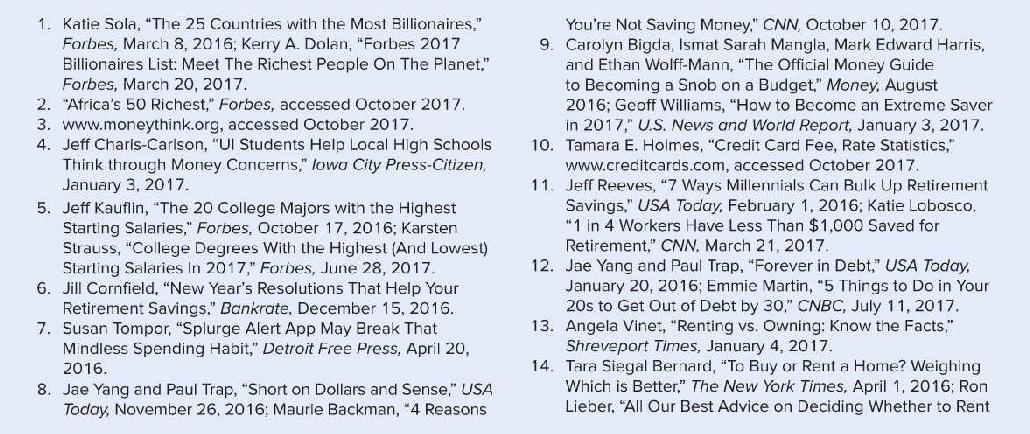 1. Katie Sola, “The 25 Countries with the Most Billionaires,”
Forbes, March 8, 2016; Kerry A. Dolan, “Forbes 2017
Billionaires List: Meet The Richest People On The Planet,”
Forbes, March 20, 2017.
2. “Africa’s 50 Richest,” Forbes, accessed October 2017.
3. www.moneythink.org, accessed October 2017.
4. Jeff Charis-Carlson, “UI Students Help Local High Schools
Think through Money Concerns,” Iowa City Press-Citizen,
January 3, 2017.
5. Jeff Kauflin, “The 20 College Majors with the Highest
Starting Salaries,” Forbes, October 17, 2016; Karsten
Strauss, “College Degrees With the Highest (And Lowest)
Starting Salaries In 2017,” Forbes, June 28, 2017.
6. Jill Cornfield, “New Year’s Resolutions That Help Your
Retirement Savings,” Bankrate, December 15, 2016.
7. Susan Tompor, “Splurge Alert App May Break That
Mindless Spending Habit,” Detroit Free Press, April 20,
2016.
8. Jae Yang and Paul Trap, “Short on Dollars and Sense,” USA
Today, November 26, 2016; Maurie Backman, “4 Reasons
You’re Not Saving Money,” CNN, October 10, 2017.
9. Carolyn Bigda, Ismat Sarah Mangla, Mark Edward Harris,
and Ethan Wolff-Mann, “The Official Money Guide
to Becoming a Snob on a Budget,” Money, August
2016; Geoff Williams, “How to Become an Extreme Saver
in 2017,” U.S. News and World Report, January 3, 2017.
10. Tamara E. Holmes, “Credit Card Fee, Rate Statistics,”
www.creditcards.com, accessed October 2017.
11. Jeff Reeves, “7 Ways Millennials Can Bulk Up Retirement
Savings,” USA Today, February 1, 2016; Katie Lobosco,
“1 in 4 Workers Have Less Than $1,000 Saved for
Retirement,” CNN, March 21, 2017.
12. Jae Yang and Paul Trap, “Forever in Debt,” USA Today,
January 20, 2016; Emmie Martin, “5 Things to Do in Your
20s to Get Out of Debt by 30,” CNBC, July 11, 2017.
13. Angela Vinet, “Renting vs. Owning: Know the Facts,”
Shreveport Times, January 4, 2017.
14. Tara Siegal Bernard, “To Buy or Rent a Home? Weighing
Which is Better,” The New York Times, April 1, 2016; Ron
Lieber, “All Our Best Advice on Deciding Whether to Rent